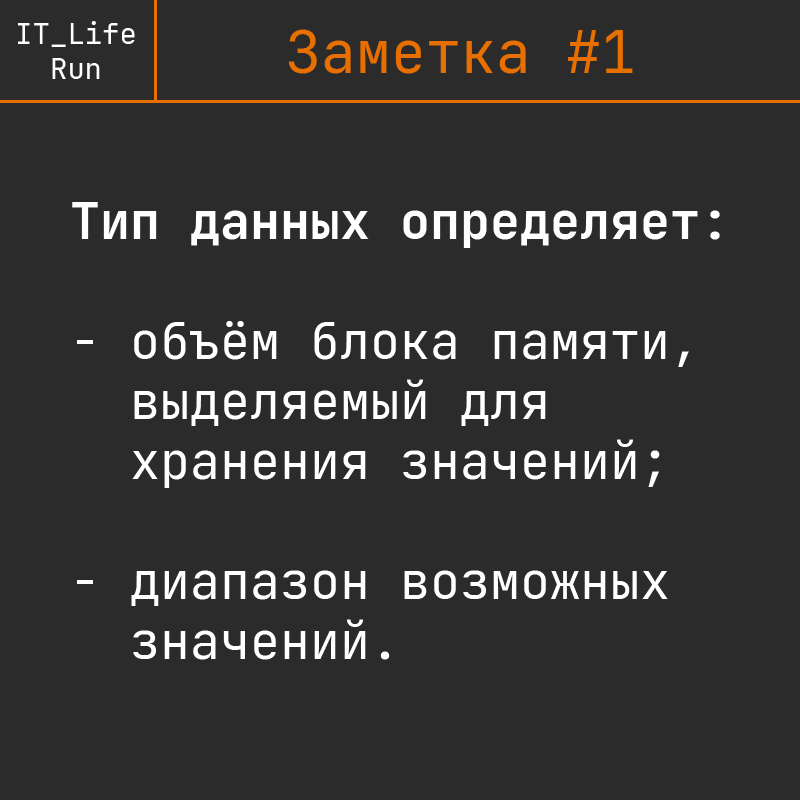 IT_Life
Run
Заметка #1
Тип данных определяет:
- объём блока памяти,
выделяемый для
хранения значений;
- диапазон возможных
значений.